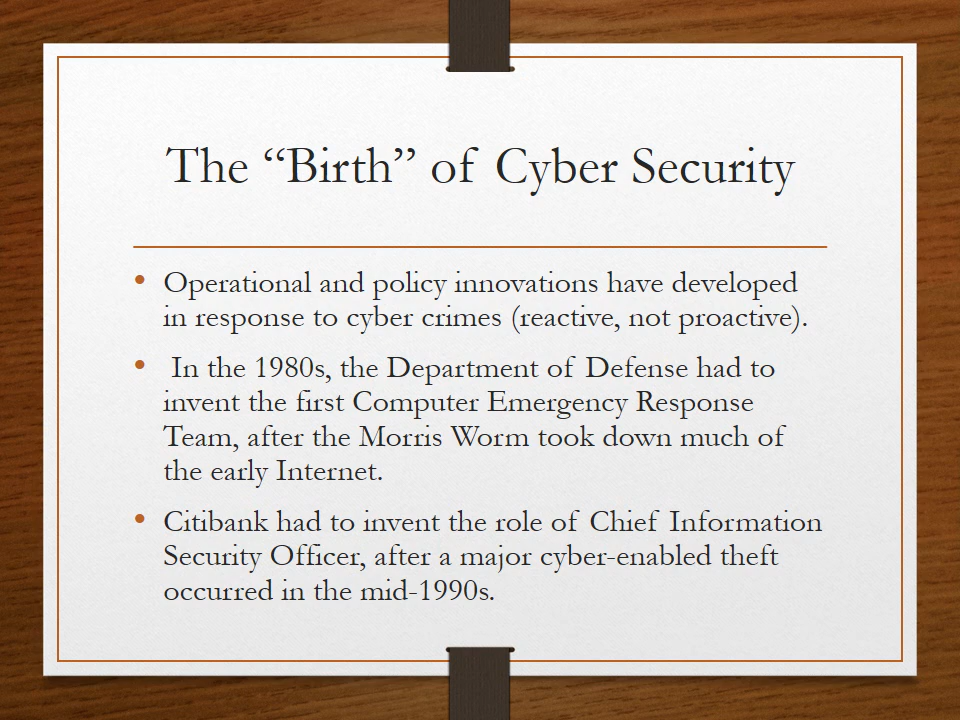 The “Birth” of Cyber Security
• Operational and policy innovations have developed
in response to cyber crimes (reactive, not proactive).
• In the 1980s, the Department of Defense had to
invent the first Computer Emergency Response
Team, after the Morris Worm took down much of
the early Internet.
• Citibank had to invent the role of Chief Information
Security Officer, after a major cyber-enabled theft
occurred in the mid-1990s.